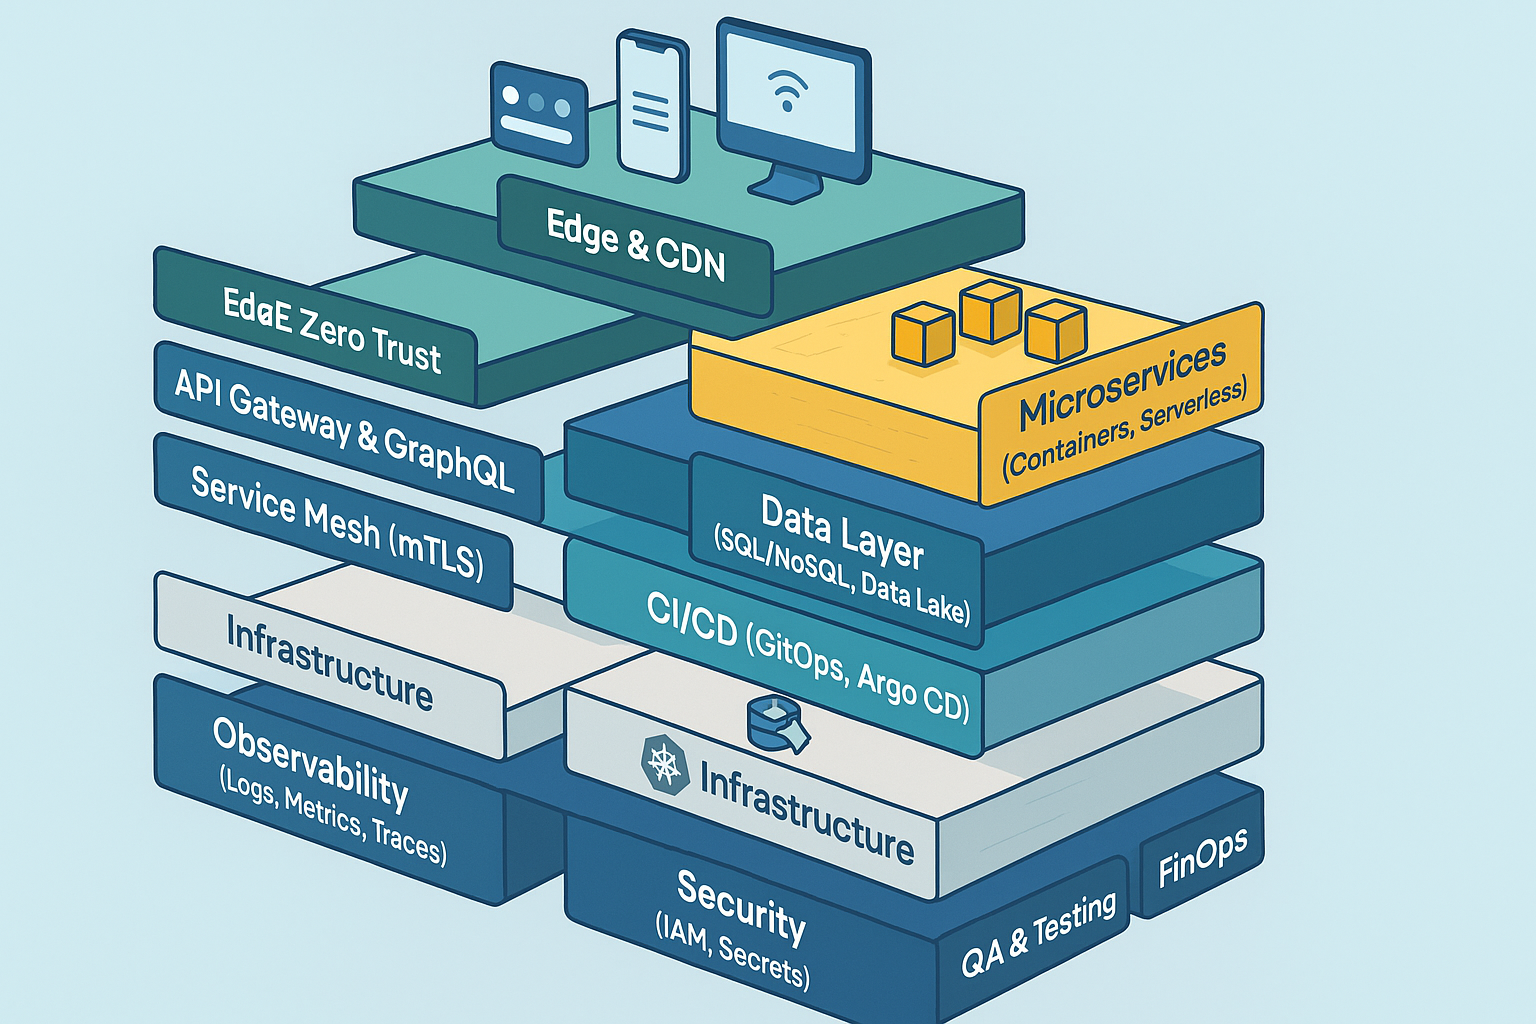 Edge & CDN
EdgE Zero Trust
API Gateway & GraphQL
Service Mesh (mTLS)
Infrastructure
Observability
(Logs, Metrics, Traces)
Microservices
(Containers, Serverless)
Data Layer
(SQL/NoSQL, Data Lake)
CI/CD (GitOps, Argo CD)
Infrastructure
Security
(IAM, Secrets)
QA & Testing
FinOps